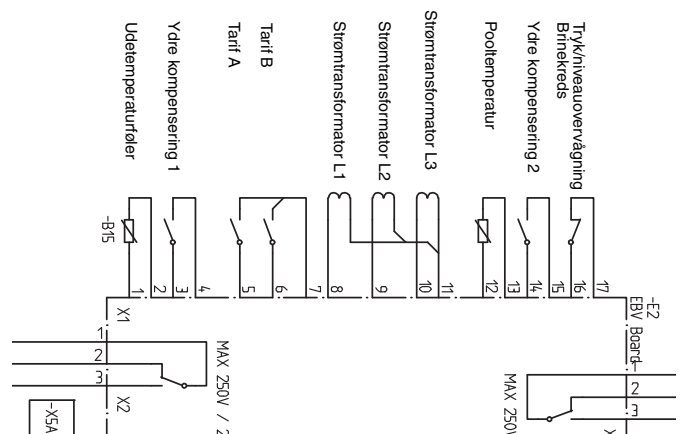 Udetemperaturføler
Ydre kompensering 1
Tarif A
Tarif B
Strømtransformator L1
Strømtransformator L2
Strømtransformator L3
Pooltemperatur
Ydre kompensering 2
Tryk/niveauovervågning
Brinekreds
-B15
1 2 3 4 5 6 7 8 9 10 11 12 13 14 15 16 17
-E2
EBV Board
X1
1
2
3
X2
MAX 250V / 2
-X5A
MAX 250V
1
2
3
X